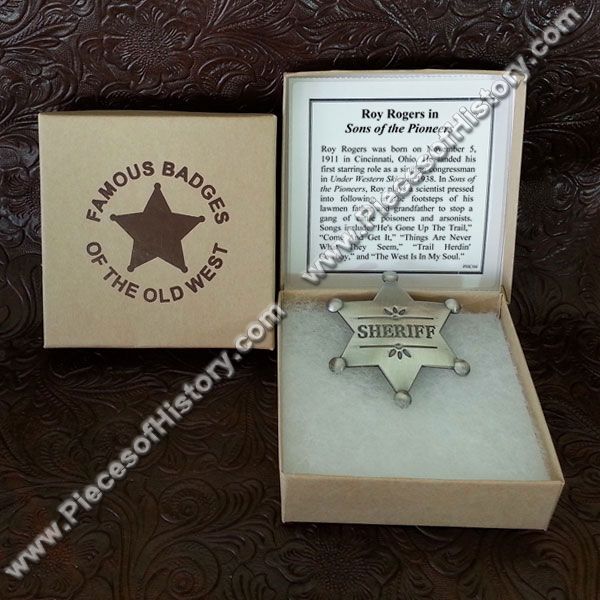 FAMOUS BADGES
OF THE OLD WEST
Roy Rogers in
Sons of the Pioneers
Roy Rogers was born on November 5,
1911 in Cincinnati, Ohio. He landed his
first starring role as a singing congressman
in Under Western Skies in 1938. In Sons of
the Pioneers, Roy plays a scientist pressed
into following in the footsteps of his
lawmen father and grandfather to stop a
gang of poisoners and arsonists.
Songs include "He's Gone Up The Trail,"
"Come and Get It," "Things Are Never
What They Seem," "Trail Herdin'
Cowboy," and "The West Is In My Soul."
SHERIFF
www.PiecesofHistory.com
www.PiecesofHistory.com
www.PiecesofHistory.com